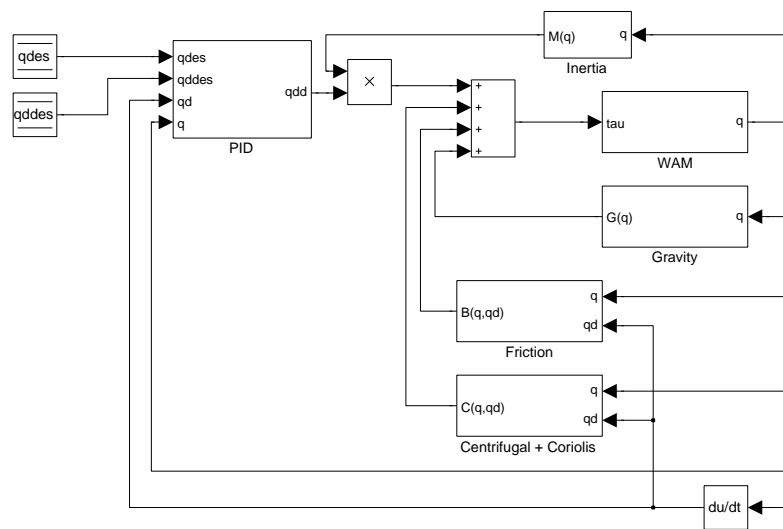 M(q)
q
Inertia
qdes
qddes
qdes
qddes
qd
q
qdd
PID
×
+
+
+
+
tau
q
WAM
G(q)
q
Gravity
B(q,qd)
q
qd
Friction
C(q,qd)
q
qd
Centrifugal + Coriolis
du/dt